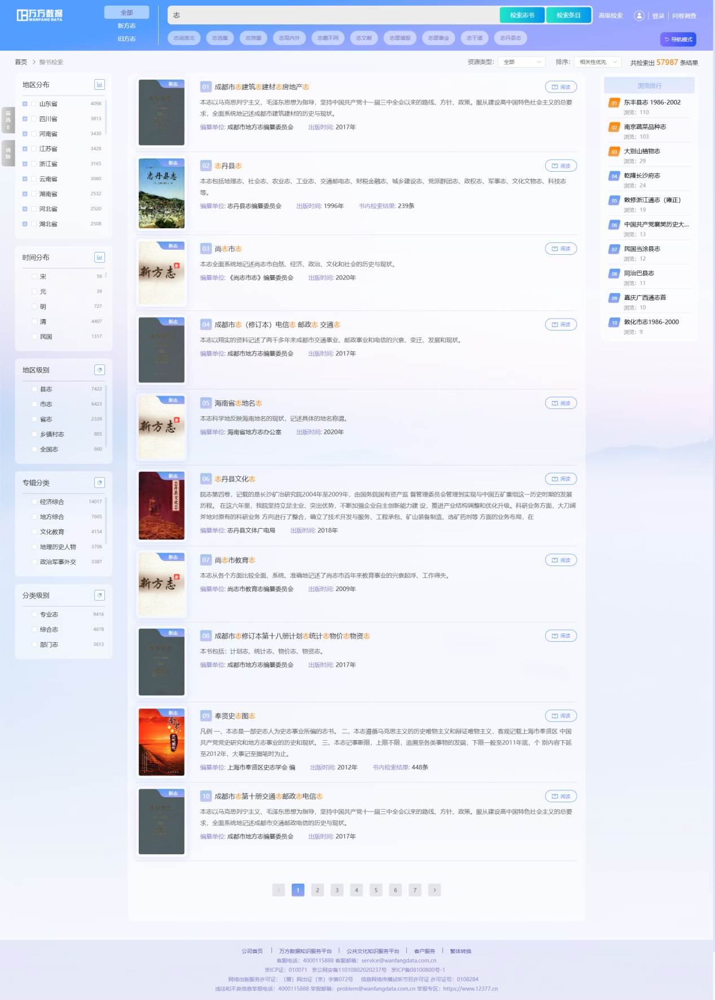 万方数据
WANFANG DATA
全部
新方志
旧方志
志
检索志书
检索条目
高级检索
登录
问卷调查
志说淮北
志选集
志贺菌
志局内外
志趣不同
志文献
志愿填报
志愿事业
志于道
志丹县志
导航模式
首页 > 整书检索
资源类型： 全部
排序： 相关性优先
共检索出 57987 条结果
筛选 0
清除
地区分布
山东省 4098
四川省 3813
河南省 3430
江苏省 3428
浙江省 3165
云南省 3060
湖南省 2532
河北省 2520
湖北省 2508
时间分布
宋 56
元 39
明 727
清 4407
民国 1317
地区级别
县志 7422
市志 6423
省志 2339
乡镇村志 805
全国志 660
专辑分类
经济综合 14017
地方综合 7605
文化教育 4154
地理历史人物 3706
政治军事外交 3387
分类级别
专业志 9416
综合志 4678
部门志 3613
新志
01 成都市志建筑志建材志房地产志
阅读
本志以马克思列宁主义、毛泽东思想为指导，坚持中国共产党十一届三中全会以来的路线、方针、政策。服从建设高中国特色社会主义的总要
求，全面系统地记述成都市建筑建材的历史与现状。
编纂单位: 成都市地方志编纂委员会 出版时间: 2017年
新志
志丹县志
02 志丹县志
阅读
本志包括地理志、社会志、农业志、工业志、交通邮电志、财税金融志、城乡建设志、党派群团志、政权志、军事志、文化文物志、科技志
等。
编纂单位: 志丹县志编纂委员会 出版时间: 1996年 书内检索结果: 239条
新志
新方志
新
03 尚志市志
阅读
本志全面系统地记述尚志市自然、经济、政治、文化和社会的历史与现状。
编纂单位: 《尚志市志》编纂委员会 出版时间: 2020年
新志
04 成都市志（修订本）电信志 邮政志 交通志
阅读
本志以翔实的资料记述了两千多年来成都市交通事业、邮政事业和电信的兴衰、变迁、发展和现状。
编纂单位: 成都市地方志编纂委员会 出版时间: 2017年
新志
新方志
新
05 海南省志地名志
阅读
本志科学地反映海南地名的现状，记述具体的地名称谓。
编纂单位: 海南省地方志办公室 出版时间: 2020年
新志
志丹县文化志
06 志丹县文化志
阅读
院志第四卷，记载的是长沙矿冶研究院2004年至2009年，由国务院国有资产监 督管理委员会管理到实现与中国五矿重组这一历史时期的发展
历程。 在这六年里，我院坚持立足主业、突出优势，不断加强企业自主创新能力建 设，推进产业结构调整和优化升级。科研业务方面，大刀阔
斧地对原有的科研业务 方向进行了整合，确立了技术开发与服务、工程承包、矿山装备制造、选矿药剂等 方面的业务布局，在
编纂单位: 志丹县文体广电局 出版时间: 2018年
新志
新方志
新
07 尚志市教育志
阅读
本志从各个方面比较全面、系统、准确地记述了尚志市百年来教育事业的兴衰起浮、工作得失。
编纂单位: 尚志市教育志编纂委员会 出版时间: 2009年
新志
08 成都市志修订本第十八册计划志统计志物价志物资志
阅读
本书包括：计划志、统计志、物价志、物资志。
编纂单位: 成都市地方志编纂委员会 出版时间: 2017年
新志
奉贤
史志图志
09 奉贤史志图志
阅读
凡例 一、本志是一部史志人为史志事业所编的志书。 二、本志遵循马克思主义的历史唯物主义和辩证唯物主义，客观记载上海市奉贤区 中国
共产党党史研究和地方志事业的历史和现状。 三、本志记事断限，上限不限，追溯至各类事物的发端，下限一般至2011年底，个 别内容下延
至2012年，大事记至搁笔时为止。
编纂单位: 上海市奉贤区史志学会 编 出版时间: 2012年 书内检索结果: 448条
新志
10 成都市志第十册交通志邮政志电信志
阅读
本志以马克思列宁主义、毛泽东思想为指导，坚持中国共产党十一届三中全会以来的路线、方针、政策。服从建设高中国特色社会主义的总要
求，全面系统地记述成都市交通邮政电信的历史与现状。
编纂单位: 成都市地方志编纂委员会 出版时间: 2017年
< 1 2 3 4 5 6 7 >
浏览排行
01 东丰县志 1986-2002
浏览：110
02 南京蔬菜品种志
浏览：103
03 大别山植物志
浏览：29
04 乾隆长沙府志
浏览：24
05 敕修浙江通志（雍正）
浏览：19
06 中国共产党襄樊历史大...
浏览：13
07 民国当涂县志
浏览：12
08 同治巴县志
浏览：11
09 嘉庆广西通志首
浏览：10
10 敦化市志1986-2000
浏览：9
公司首页 | 万方数据知识服务平台 | 公共文化知识服务平台 | 客户服务 | 繁体转换
客服电话：4000115888 客服邮箱：service@wanfangdata.com.cn
京ICP证：010071 京公网安备11010802020237号 京ICP备08100800号-1
网络出版服务许可证：（署）网出证（京）字第072号 信息网络传播试听节目许可证 许可证号：0108284
违法和不良信息举报电话：4000115888 举报邮箱：problem@wanfangdata.com.cn 举报专区：https://www.12377.cn